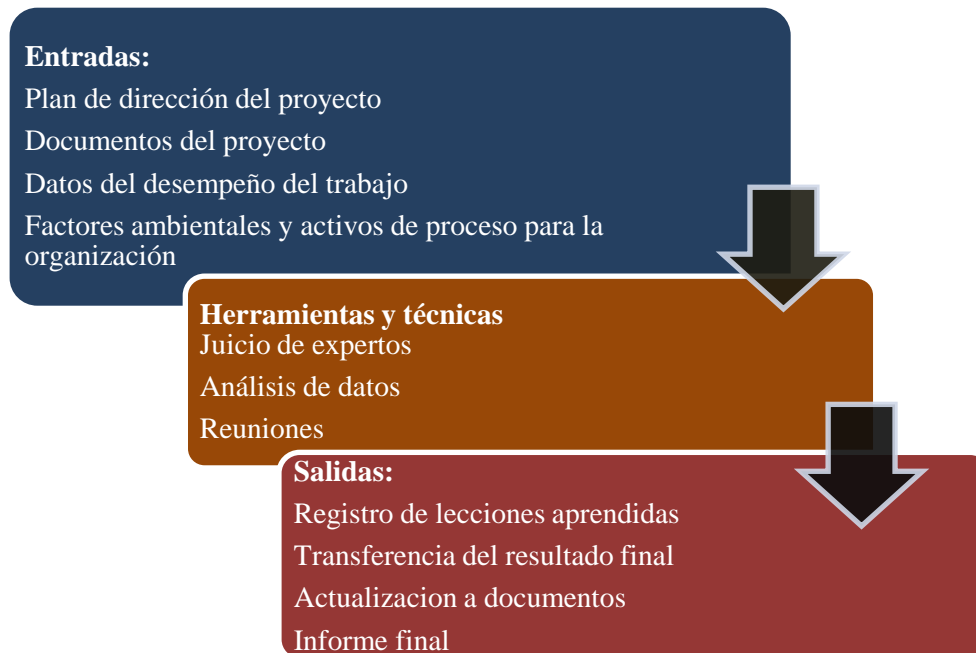 Entradas:
Plan de dirección del proyecto
Documentos del proyecto
Datos del desempeño del trabajo
Factores ambientales y activos de proceso para la
organización
Herramientas y técnicas
Juicio de expertos
Análisis de datos
Reuniones
Salidas:
Registro de lecciones aprendidas
Transferencia del resultado final
Actualizacion a documentos
Informe final